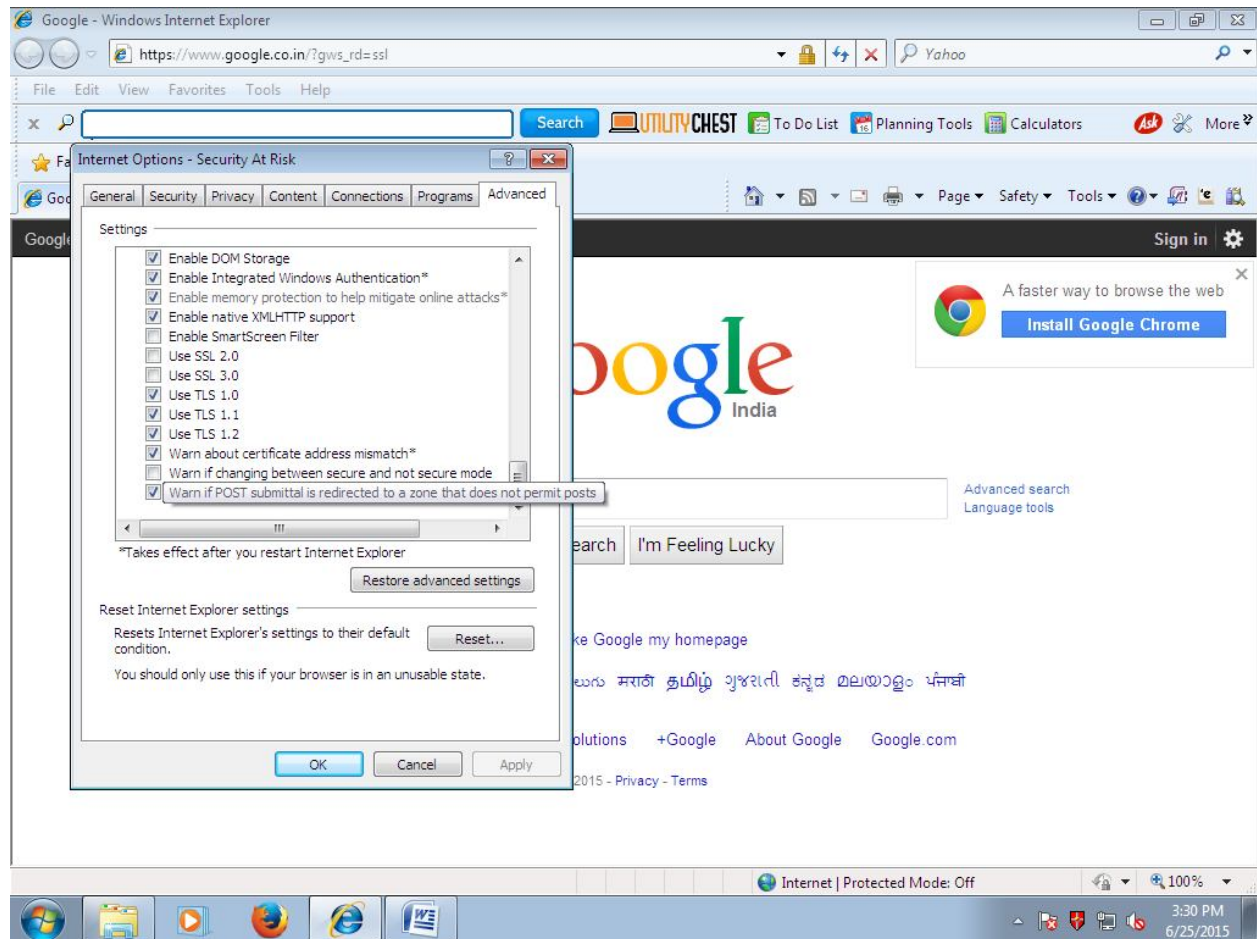 Google - Windows Internet Explorer
https://www.google.co.in/?gws_rd=ssl
Yahoo
File Edit View Favorites Tools Help
x Search UTILITYCHEST To Do List Planning Tools Calculators Ask More
Fa
Internet Options - Security At Risk
Goo
General Security Privacy Content Connections Programs Advanced
Page Safety Tools
Google
Sign in
Settings
Enable DOM Storage
Enable Integrated Windows Authentication*
Enable memory protection to help mitigate online attacks*
Enable native XMLHTTP support
Enable SmartScreen Filter
Use SSL 2.0
Use SSL 3.0
Use TLS 1.0
Use TLS 1.1
Use TLS 1.2
Warn about certificate address mismatch*
Warn if changing between secure and not secure mode
Warn if POST submittal is redirected to a zone that does not permit posts
*Takes effect after you restart Internet Explorer
Restore advanced settings
Reset Internet Explorer settings
Resets Internet Explorer's settings to their default
condition.
Reset...
You should only use this if your browser is in an unusable state.
OK Cancel Apply
A faster way to browse the web
Install Google Chrome
oogle
India
Advanced search
Language tools
earch I'm Feeling Lucky
ke Google my homepage
మరాठी தமிழ் ગુજરાતી ಕನ್ನಡ മലയാളം ਪੰਜਾਬੀ
olutions +Google About Google Google.com
2015 - Privacy - Terms
Internet | Protected Mode: Off
100%
3:30 PM
6/25/2015